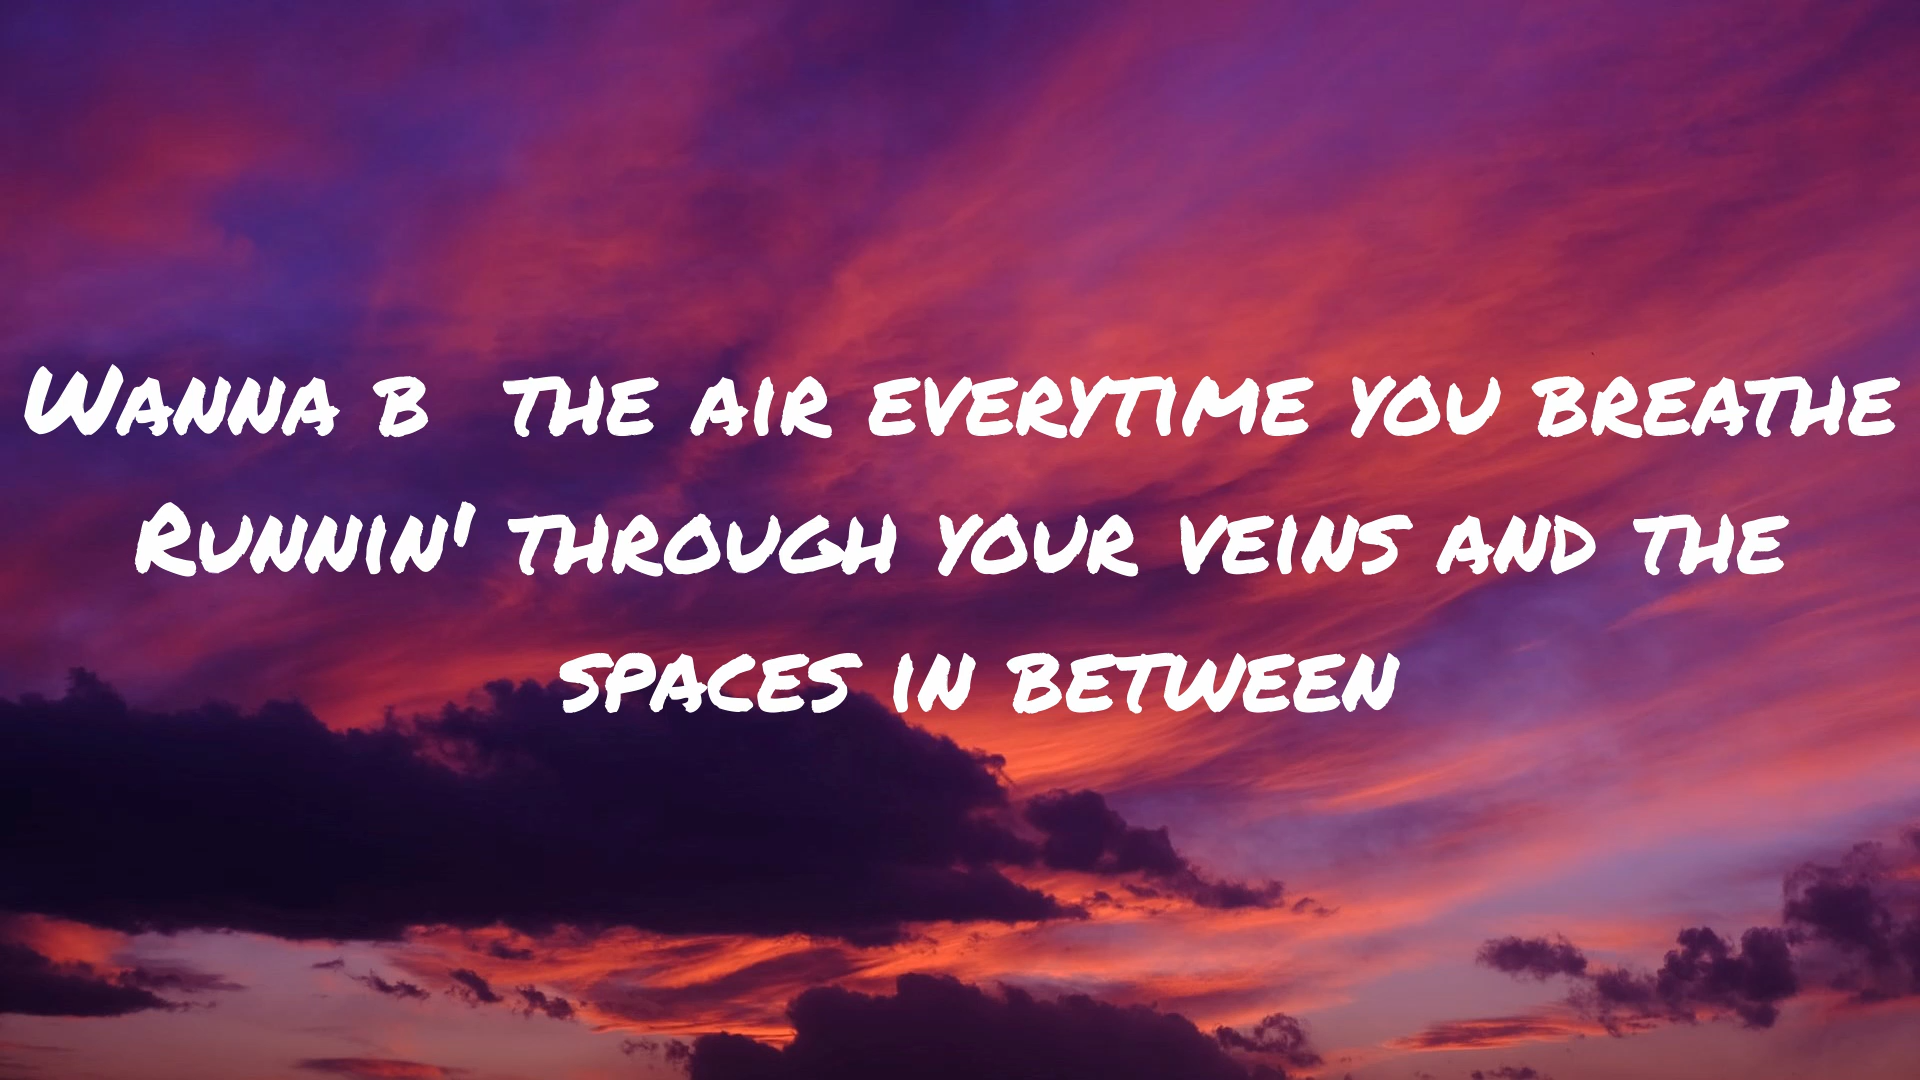 Wanna b  the air everytime you breathe
Runnin' through your veins and the
spaces in between